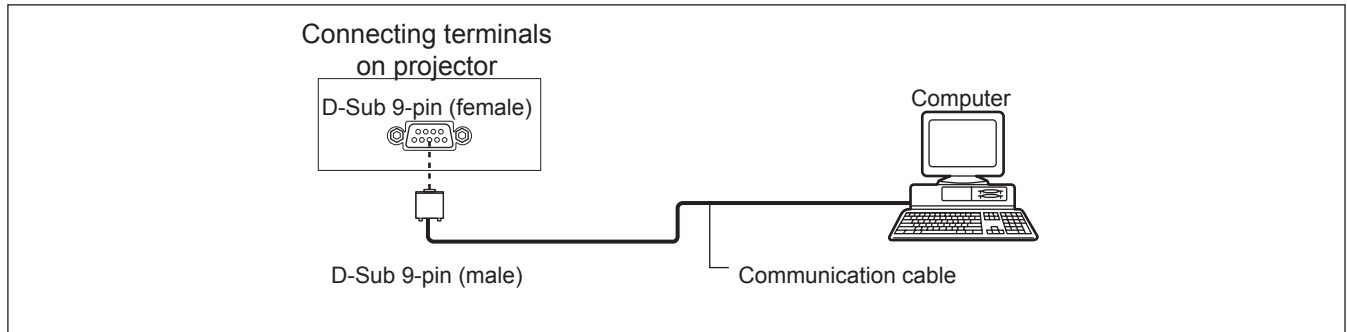 Connecting terminals
on projector
D-Sub 9-pin (female)
Computer
D-Sub 9-pin (male)
Communication cable